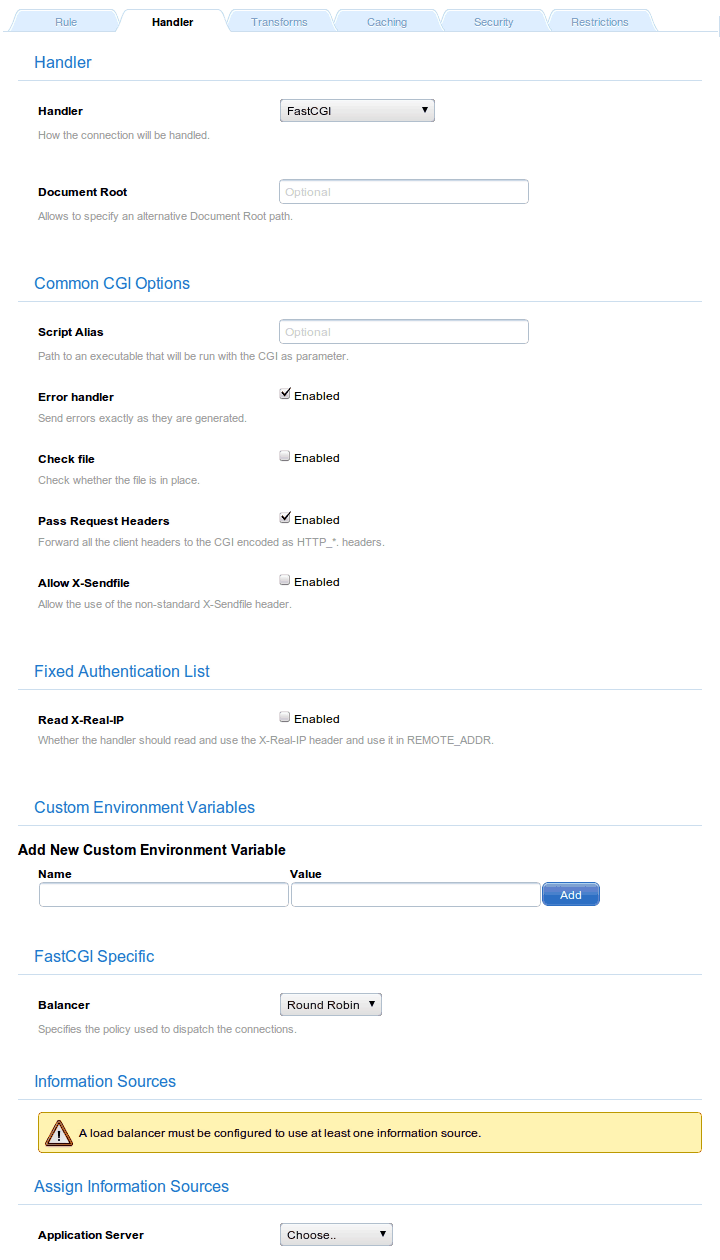 Rule Handler Transforms Caching Security Restrictions
Handler
Handler FastCGI
How the connection will be handled.
Document Root Optional
Allows to specify an alternative Document Root path.
Common CGI Options
Script Alias Optional
Path to an executable that will be run with the CGI as parameter.
Error handler Enabled
Send errors exactly as they are generated.
Check file Enabled
Check whether the file is in place.
Pass Request Headers Enabled
Forward all the client headers to the CGI encoded as HTTP_*. headers.
Allow X-Sendfile Enabled
Allow the use of the non-standard X-Sendfile header.
Fixed Authentication List
Read X-Real-IP Enabled
Whether the handler should read and use the X-Real-IP header and use it in REMOTE_ADDR.
Custom Environment Variables
Add New Custom Environment Variable
Name Value
Add
FastCGI Specific
Balancer Round Robin
Specifies the policy used to dispatch the connections.
Information Sources
A load balancer must be configured to use at least one information source.
Assign Information Sources
Application Server Choose..